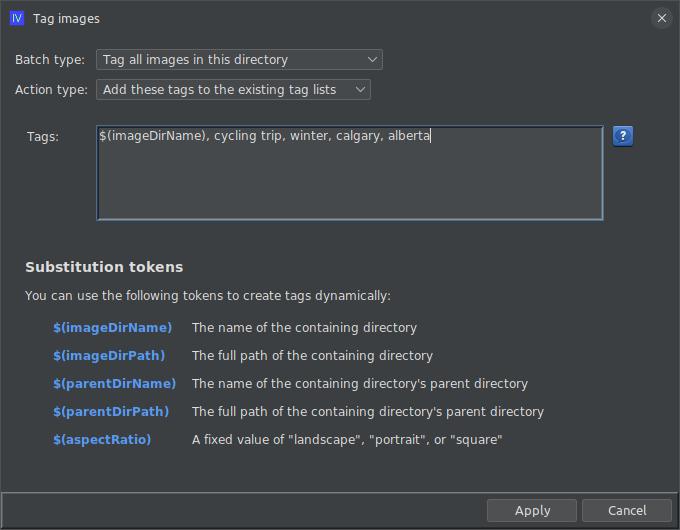 IV Tag images
Batch type: Tag all images in this directory
Action type: Add these tags to the existing tag lists
Tags: $(imageDirName), cycling trip, winter, calgary, alberta
?
Substitution tokens
You can use the following tokens to create tags dynamically:
$(imageDirName) The name of the containing directory
$(imageDirPath) The full path of the containing directory
$(parentDirName) The name of the containing directory's parent directory
$(parentDirPath) The full path of the containing directory's parent directory
$(aspectRatio) A fixed value of "landscape", "portrait", or "square"
Apply Cancel